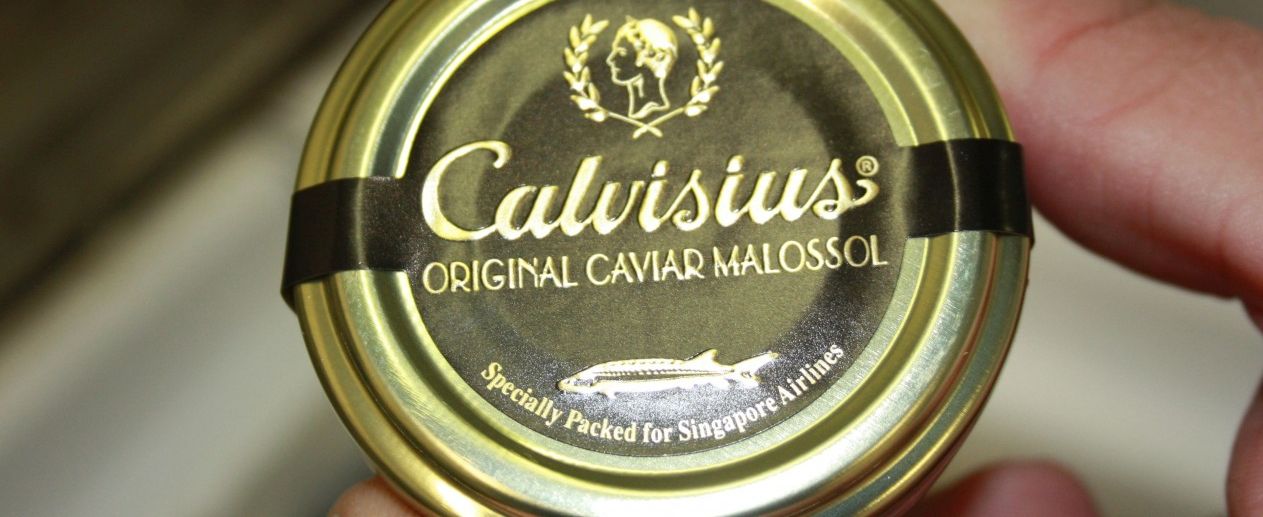 Calvisius®
ORIGINAL CAVIAR MALOSSOL
Specially Packed for Singapore Airlines